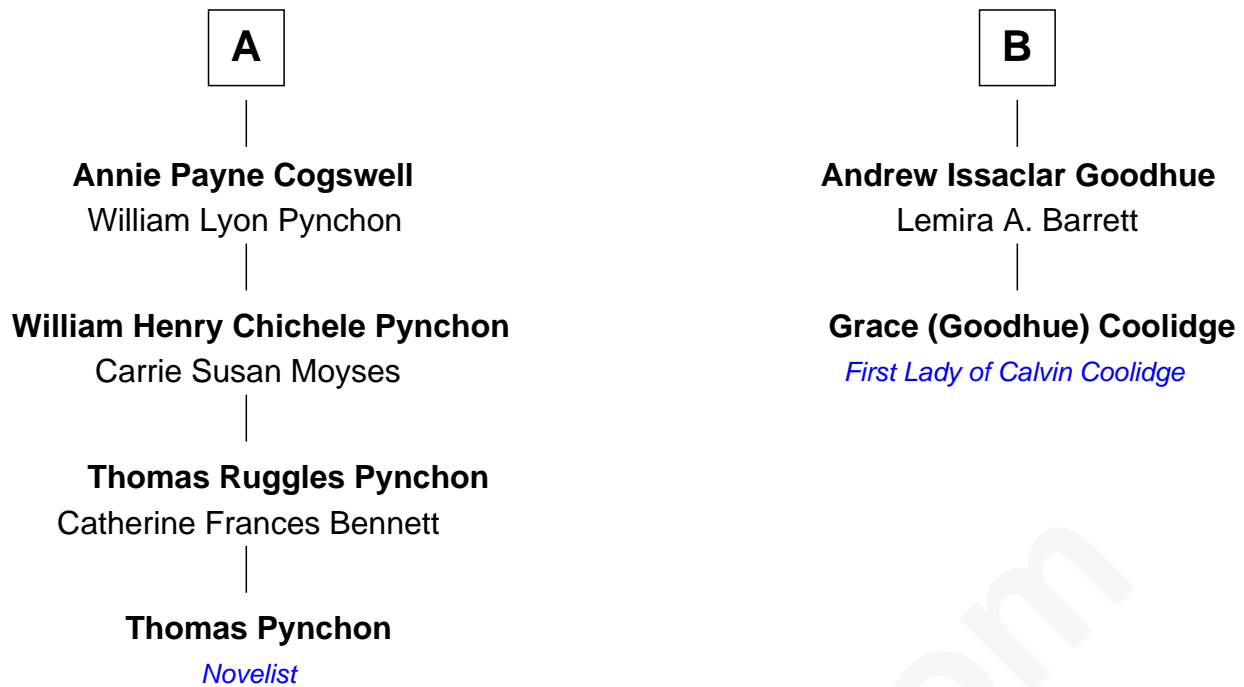 A
Annie Payne Cogswell
William Lyon Pynchon
William Henry Chichele Pynchon
Carrie Susan Moyses
Thomas Ruggles Pynchon
Catherine Frances Bennett
Thomas Pynchon
Novelist
B
Andrew Issaclar Goodhue
Lemira A. Barrett
Grace (Goodhue) Coolidge
First Lady of Calvin Coolidge
om